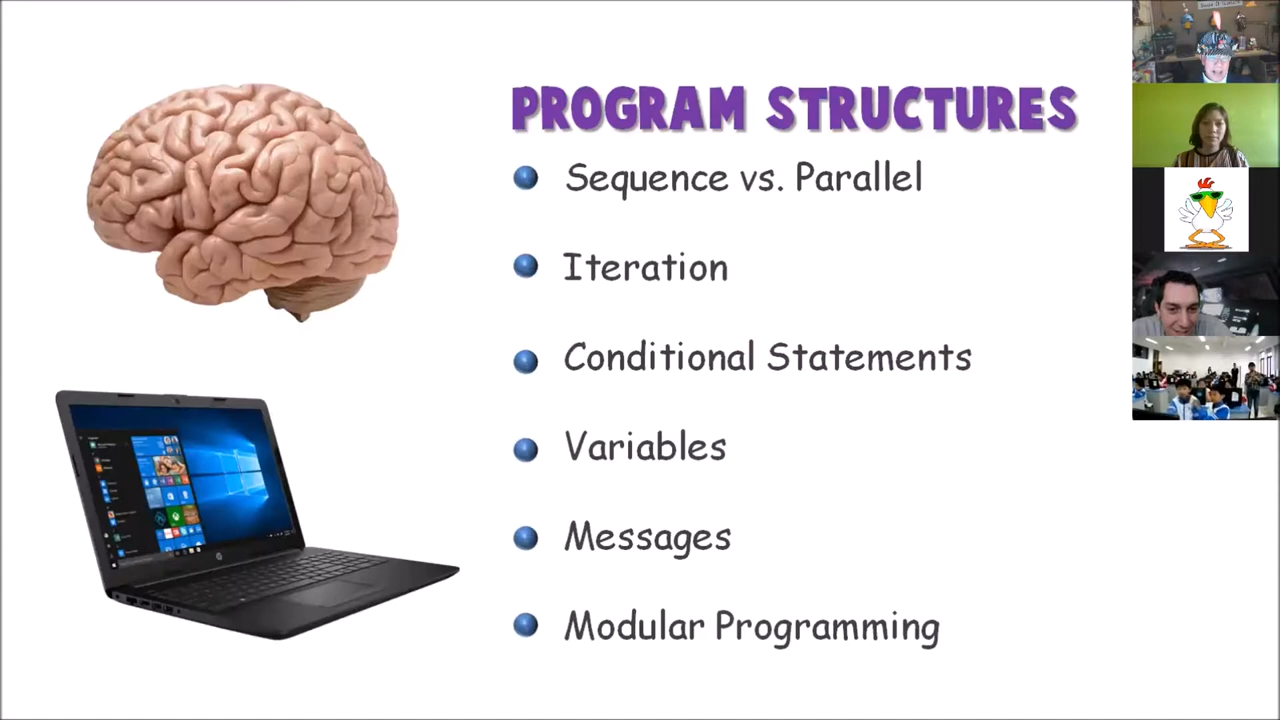 PROGRAM STRUCTURES
Sequence vs. Parallel
Iteration
Conditional Statements
Variables
Messages
Modular Programming